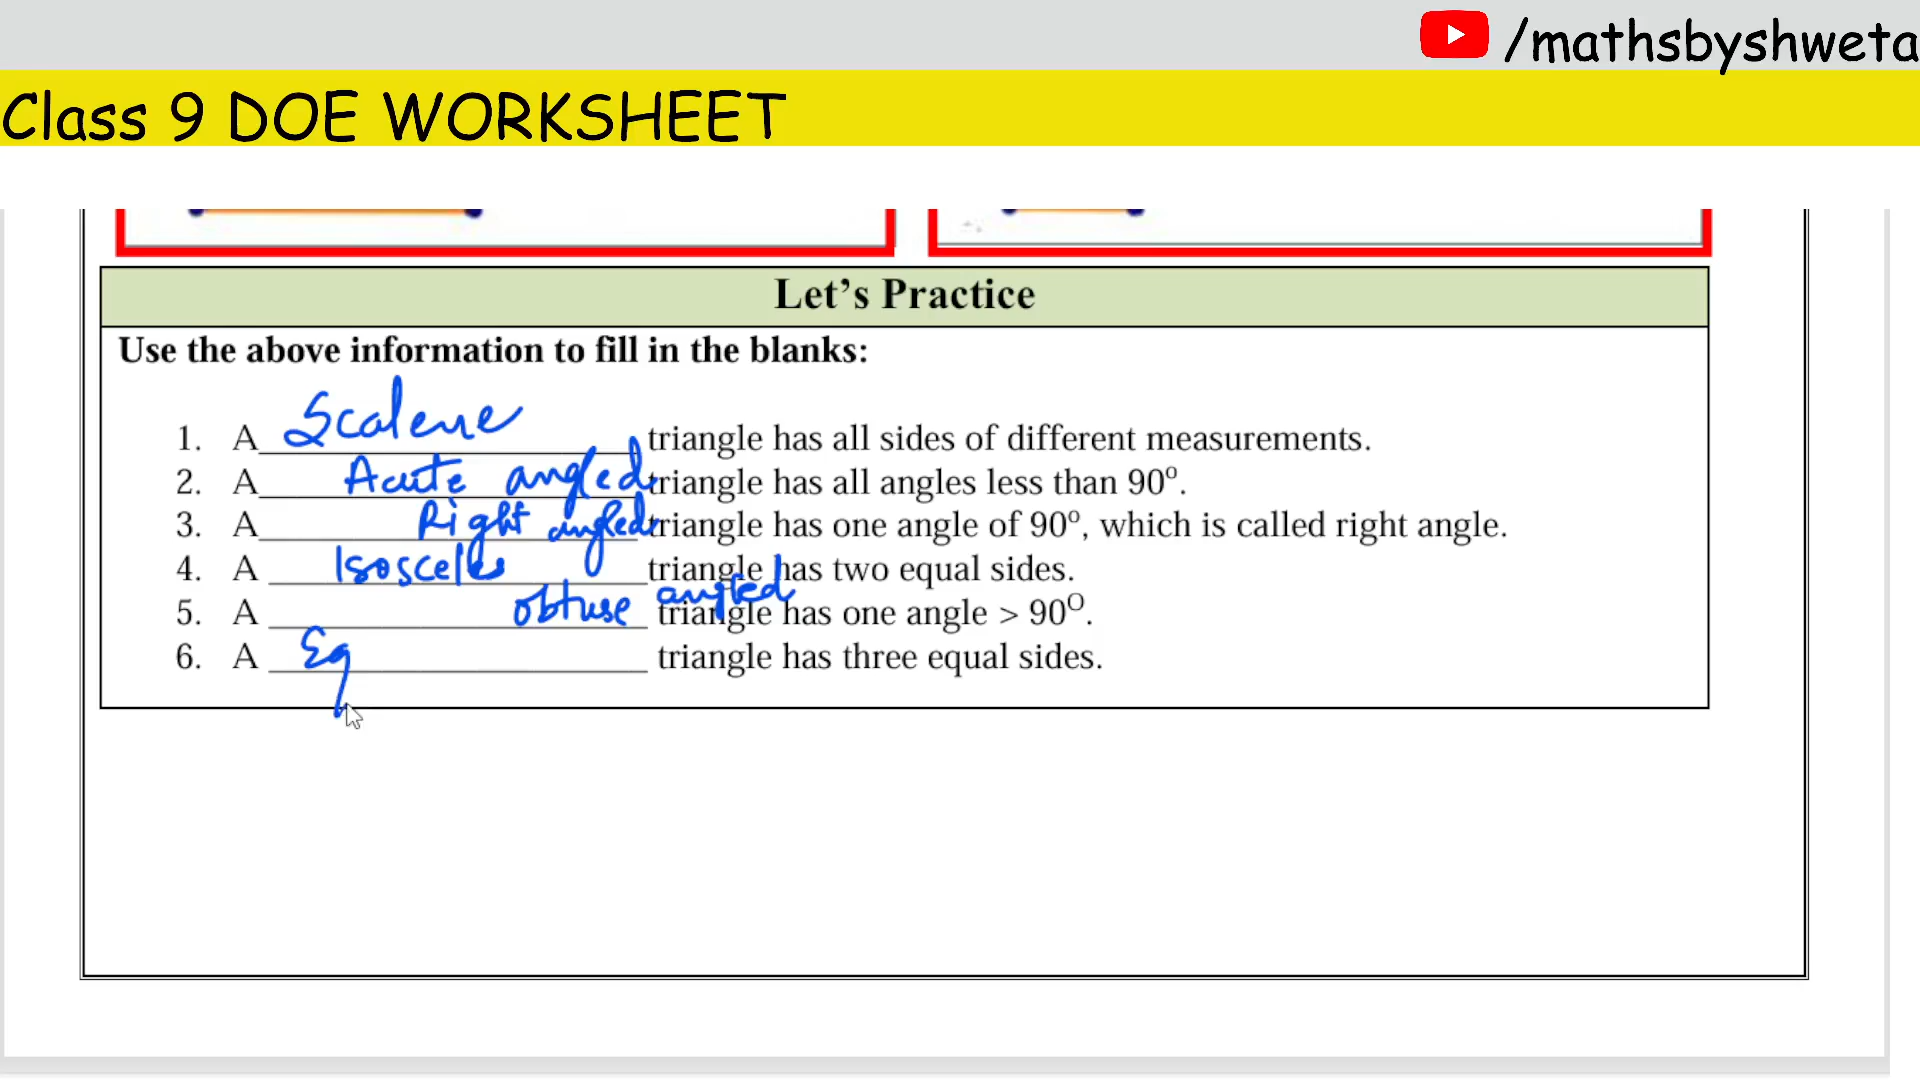 /mathsbyshweta
Class 9 DOE WORKSHEET
Let's Practice
Use the above information to fill in the blanks:
1. A Scalene triangle has all sides of different measurements.
2. A Acute angled triangle has all angles less than 90⁰.
3. A Right angled triangle has one angle of 90⁰, which is called right angle.
4. A Isosceles triangle has two equal sides.
5. A obtuse angled triangle has one angle > 90ᴼ.
6. A Eq triangle has three equal sides.